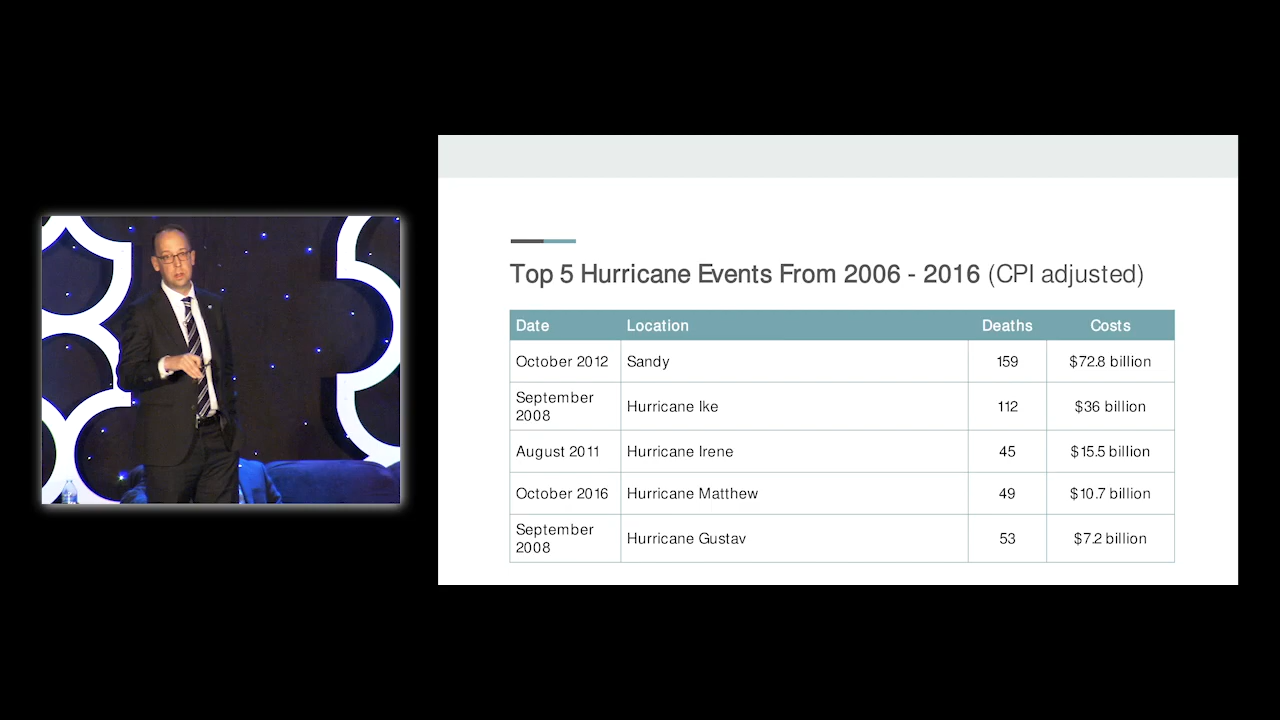 Top 5 Hurricane Events From 2006 - 2016 (CPI adjusted)
Date Location Deaths Costs
October 2012 Sandy 159 $72.8 billion
September
2008 Hurricane Ike 112 $36 billion
August 2011 Hurricane Irene 45 $15.5 billion
October 2016 Hurricane Matthew 49 $10.7 billion
September
2008 Hurricane Gustav 53 $7.2 billion